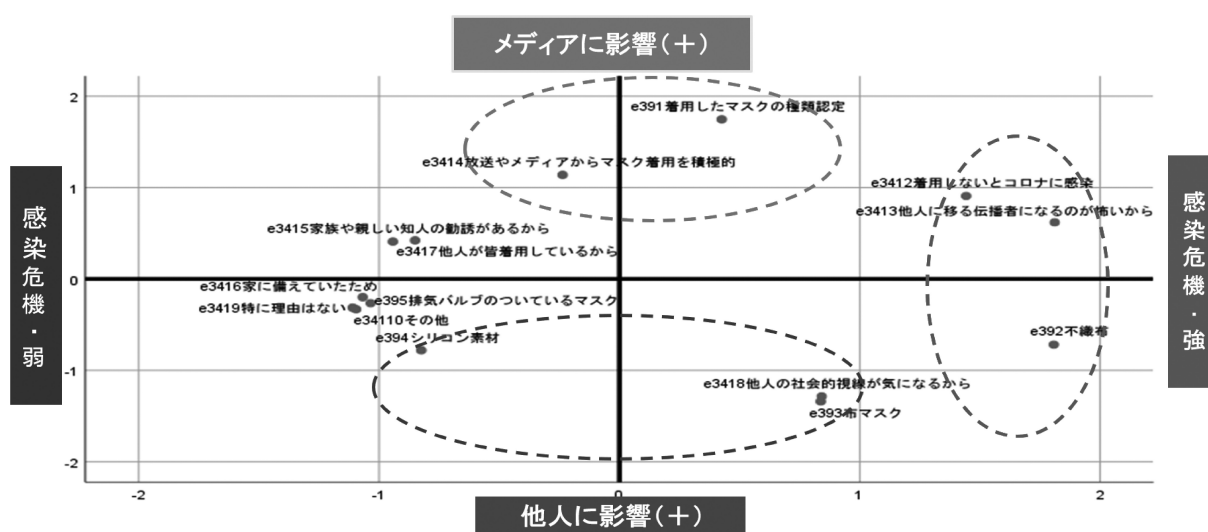 メディアに影響(+)
2
e391着用したマスクの種類認定
e3414放送やメディアからマスク着用を積極的
1
e3412着用しないとコロナに感染
e3413他人に移る伝播者になるのが怖いから
e3415家族や親しい知人の勧誘があるから
e3417他人が皆着用しているから
感染危機・弱
感染危機・強
0
e3416家に備えていたため
e395排気バルブのついているマスク
e3419特に理由はない
e34110その他
e392不織布
e394シリコン素材
-1
e3418他人の社会的視線が気になるから
e393布マスク
-2
-2
-1
0
1
2
他人に影響(+)